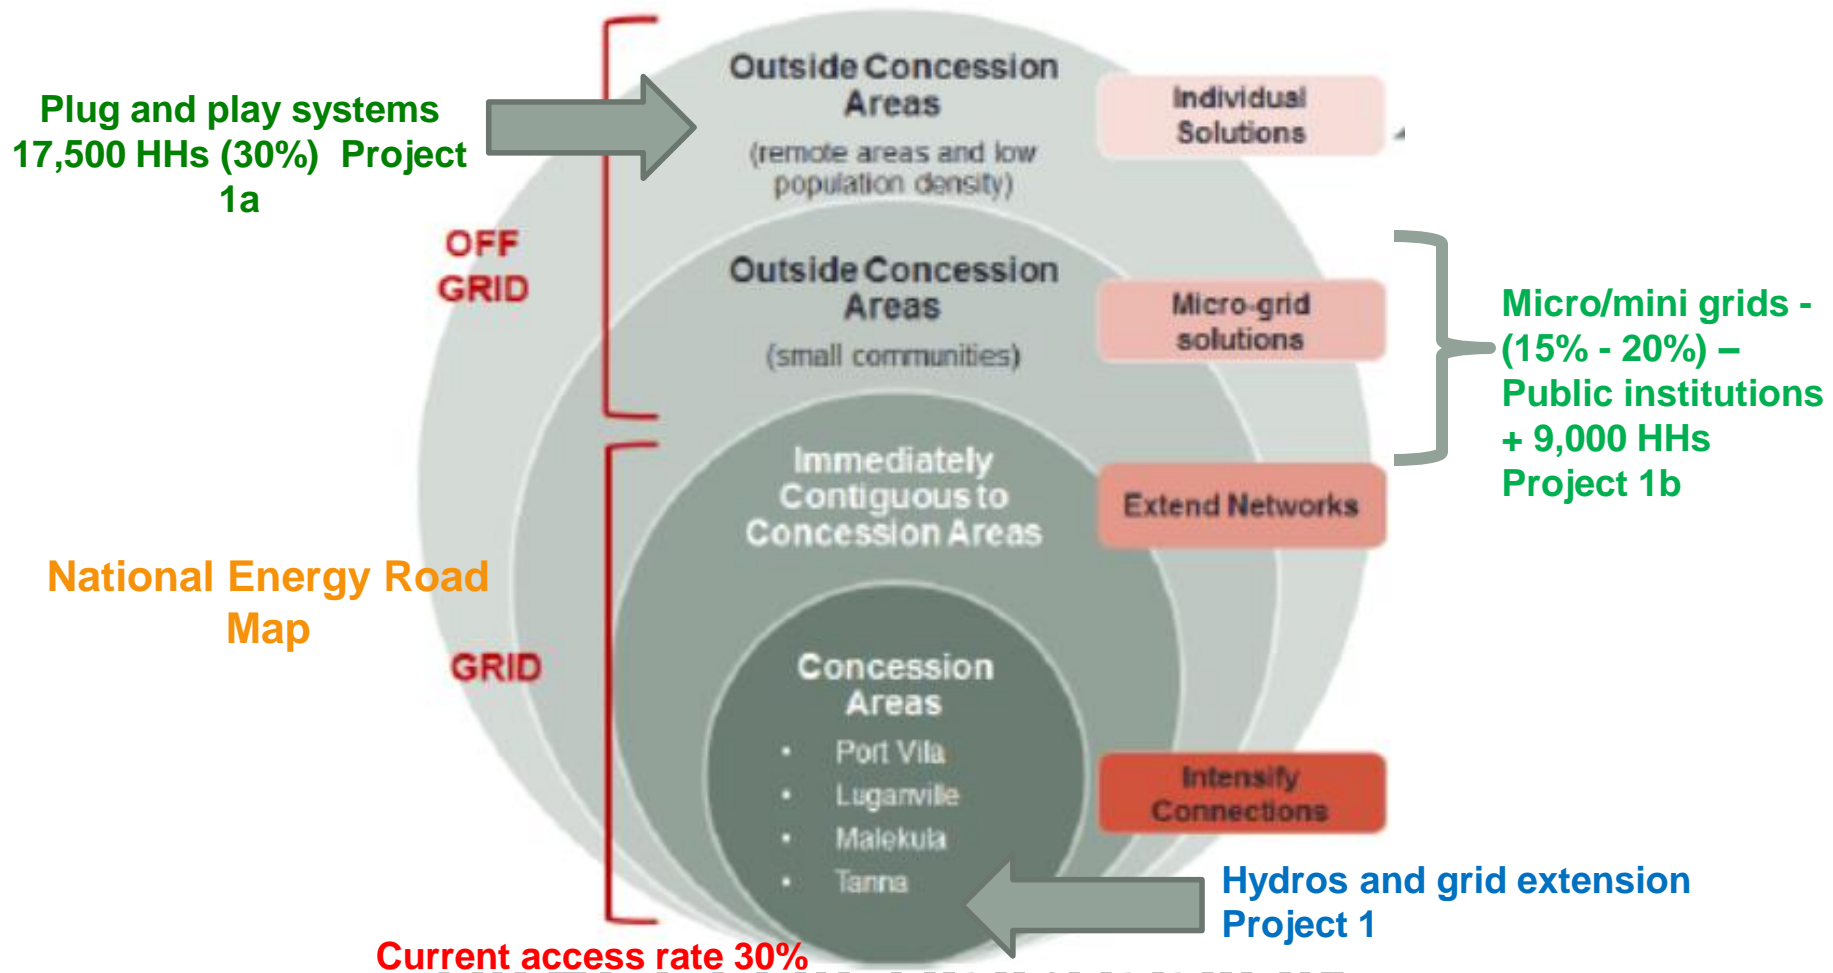 Outside Concession
Areas
(remote areas and low
population density)
Individual
Solutions
Plug and play systems
17,500 HHs (30%) Project
1a
OFF
GRID
Outside Concession
Areas
(small communities)
Micro-grid
solutions
Micro/mini grids -
(15% - 20%) –
Public institutions
+ 9,000 HHs
Project 1b
Immediately
Contiguous to
Concession Areas
Extend Networks
National Energy Road
Map
GRID
Concession
Areas
• Port Vila
• Luganville
• Malekula
• Tanna
Intensify
Connections
Hydros and grid extension
Project 1
Current access rate 30%